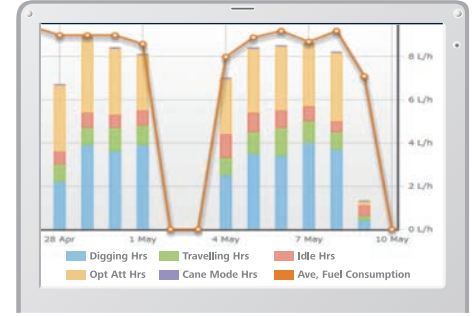 8 L/h
6 L/h
4 L/h
2 L/h
0 L/h
28 Apr 1 May 4 May 7 May 10 May
Digging Hrs Travelling Hrs Idle Hrs
Opt Att Hrs Cane Mode Hrs Ave, Fuel Consumption